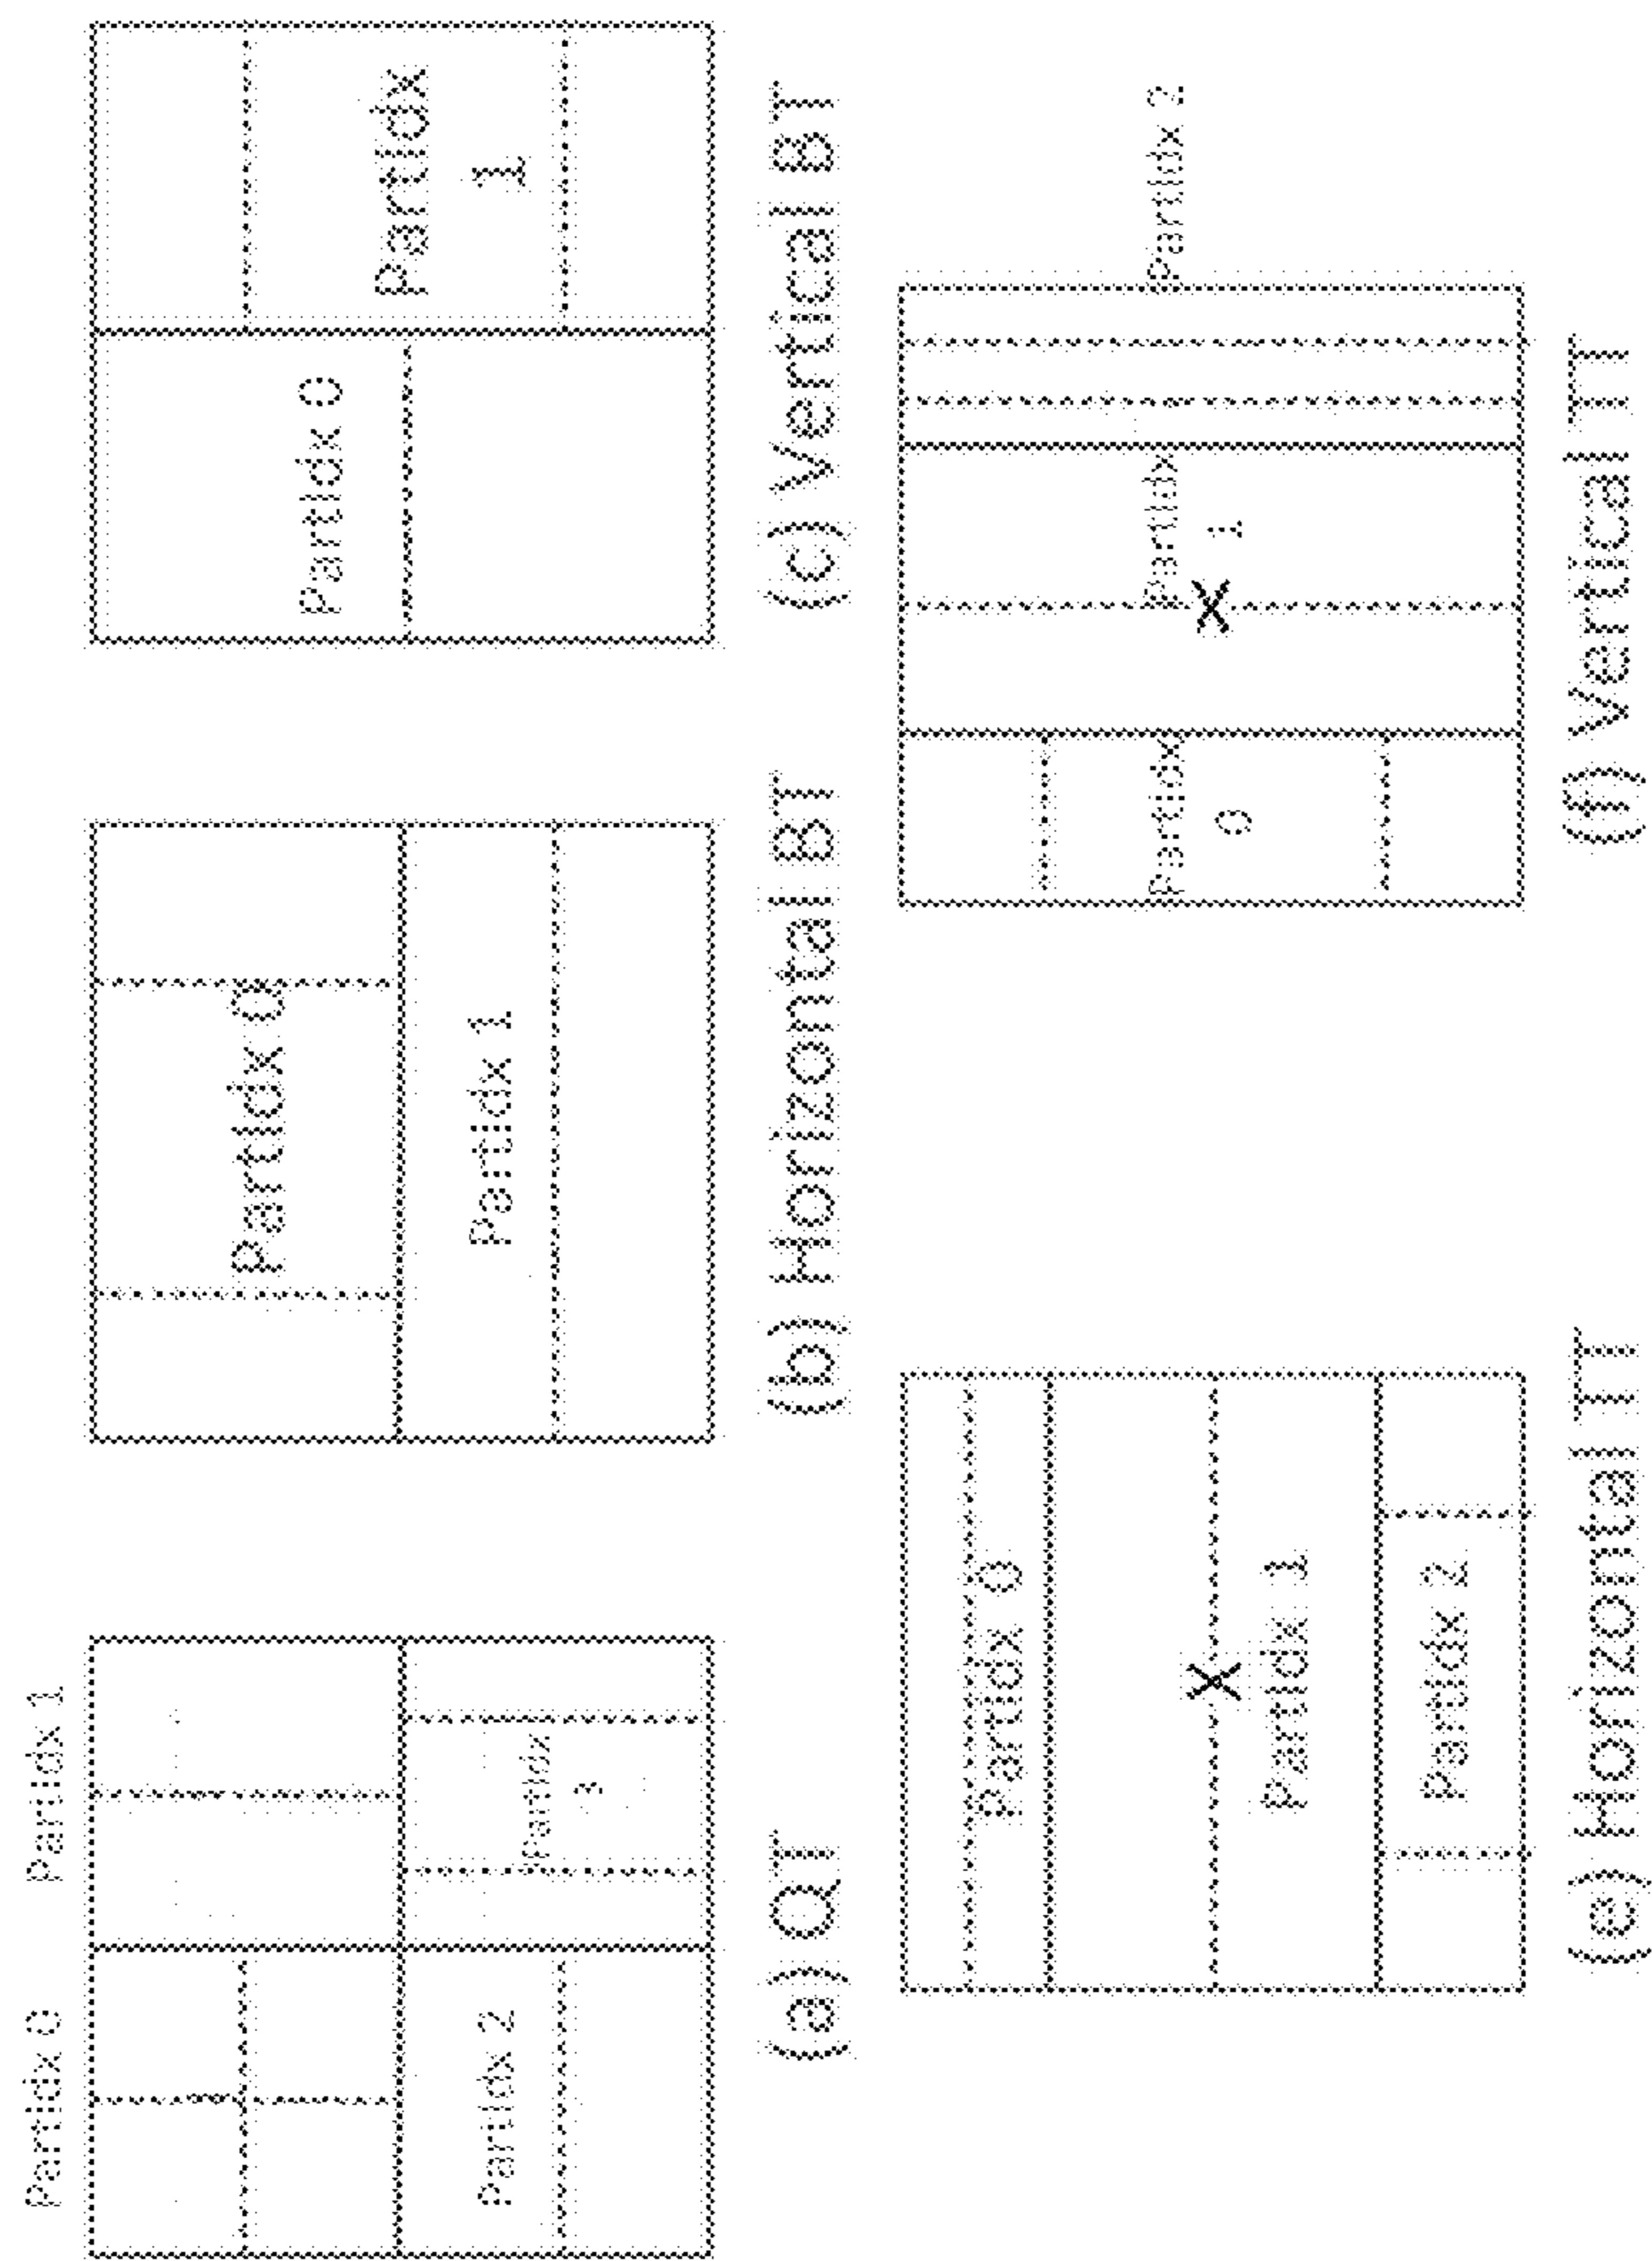 PartIdx 0
PartIdx 1
PartIdx 2
PartIdx
3
(a) QT
PartIdx 0
PartIdx 1
(b) Horizontal BT
PartIdx 0
PartIdx
1
(c) Vertical BT
PartIdx 0
X
PartIdx 1
PartIdx 2
(e) Horizontal TT
PartIdx
0
PartIdx
1
X
PartIdx 2
(f) Vertical TT